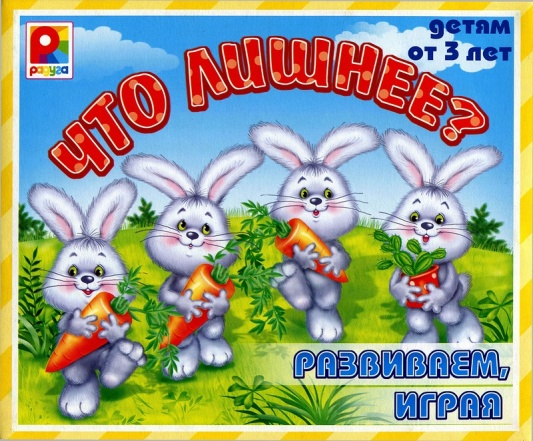 радуга
детям
от 3 лет
ЧТО ЛИШНЕЕ?
РАЗВИВАЕМ,
ИГРАЯ